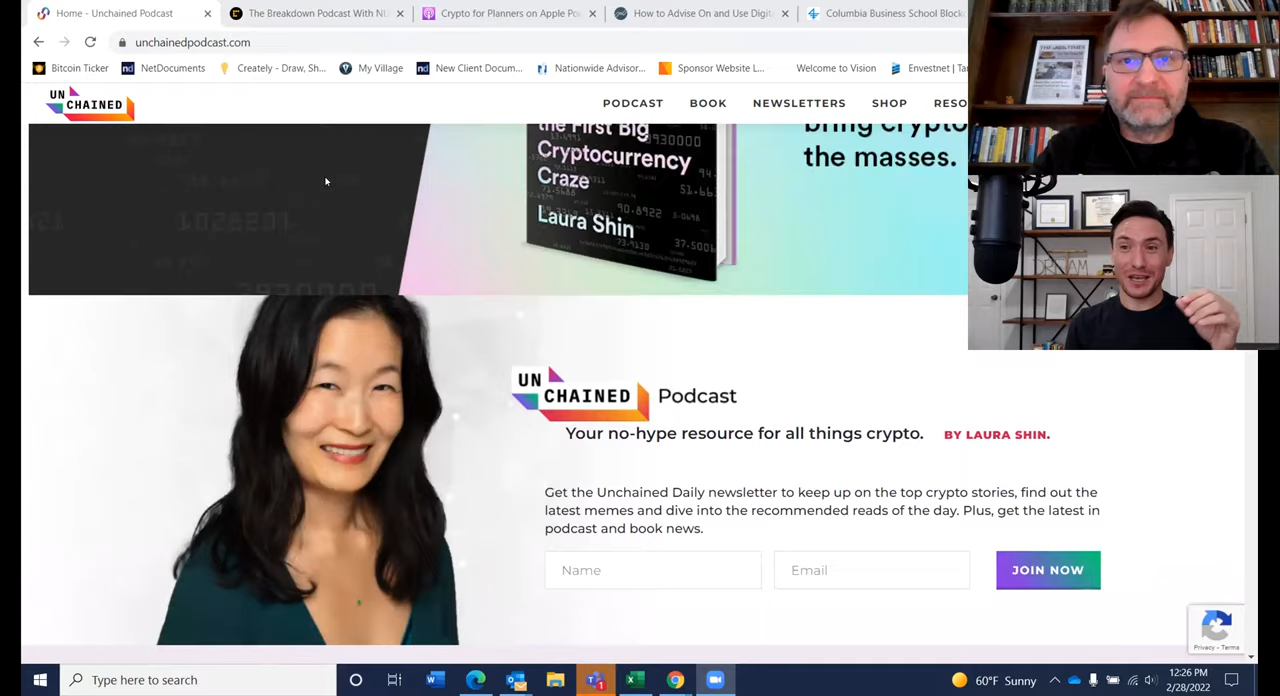 Home - Unchained Podcast
The Breakdown Podcast With NL
Crypto for Planners on Apple Po
How to Advise On and Use Digit
Columbia Business School Block
unchainedpodcast.com
Bitcoin Ticker
NetDocuments
Creately - Draw, Sh...
My Village
New Client Docum...
Nationwide Advisor...
Sponsor Website L...
Welcome to Vision
Envestnet | Ta
UN
CHAINED
PODCAST
BOOK
NEWSLETTERS
SHOP
RESO
the First Big
Cryptocurrency
Craze
Laura Shin
bring crypto
the masses.
DREAM
UN
CHAINED
Podcast
Your no-hype resource for all things crypto.
BY LAURA SHIN.
Get the Unchained Daily newsletter to keep up on the top crypto stories, find out the
latest memes and dive into the recommended reads of the day. Plus, get the latest in
podcast and book news.
Name
Email
JOIN NOW
Privacy - Terms
Type here to search
60°F Sunny
12:26 PM
2/28/2022